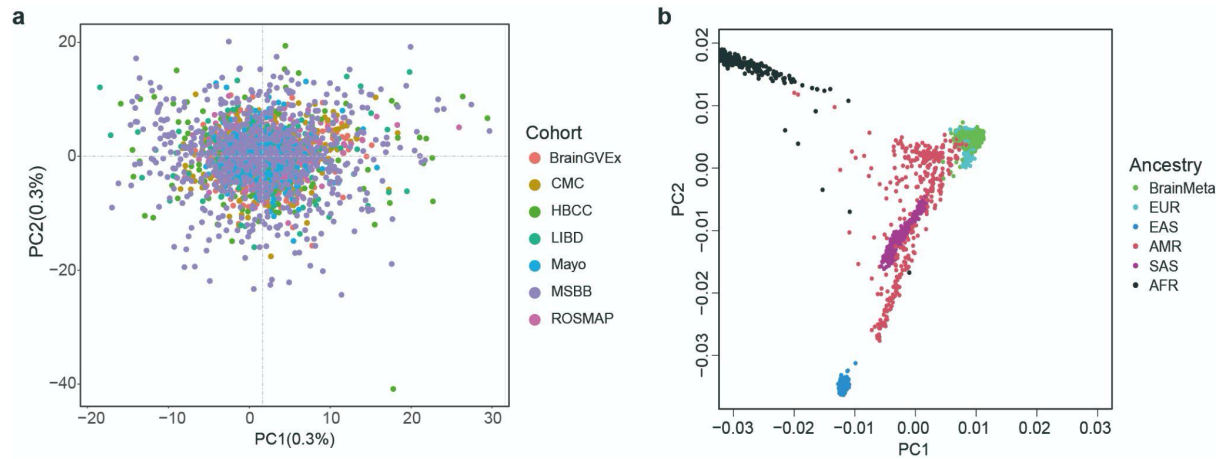 a
20
0
−20
−40
PC2(0.3%)
−20
−10
0
10
20
30
PC1(0.3%)
Cohort
BrainGVEx
CMC
HBCC
LIBD
Mayo
MSBB
ROSMAP
b
0.02
0.01
0.00
−0.01
−0.02
−0.03
PC2
−0.03
−0.02
−0.01
0.00
0.01
0.02
0.03
PC1
Ancestry
BrainMeta
EUR
EAS
AMR
SAS
AFR